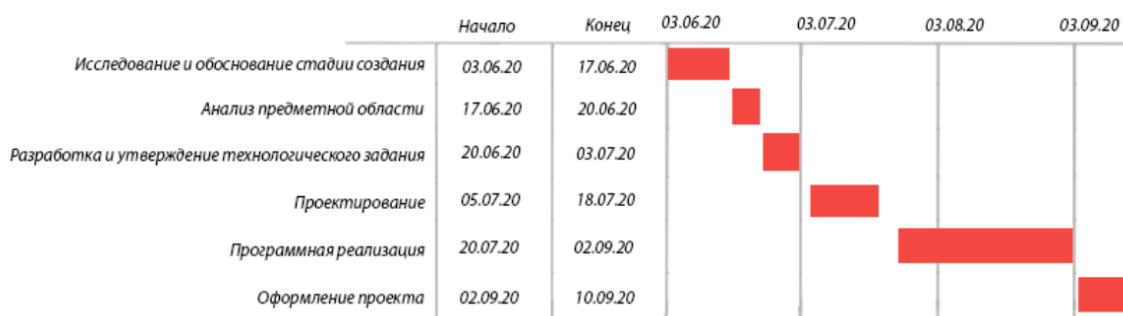 Начало Конец 03.06.20 03.07.20 03.08.20 03.09.20
Исследование и обоснование стадии создания 03.06.20 17.06.20
Анализ предметной области 17.06.20 20.06.20
Разработка и утверждение технологического задания 20.06.20 03.07.20
Проектирование 05.07.20 18.07.20
Программная реализация 20.07.20 02.09.20
Оформление проекта 02.09.20 10.09.20